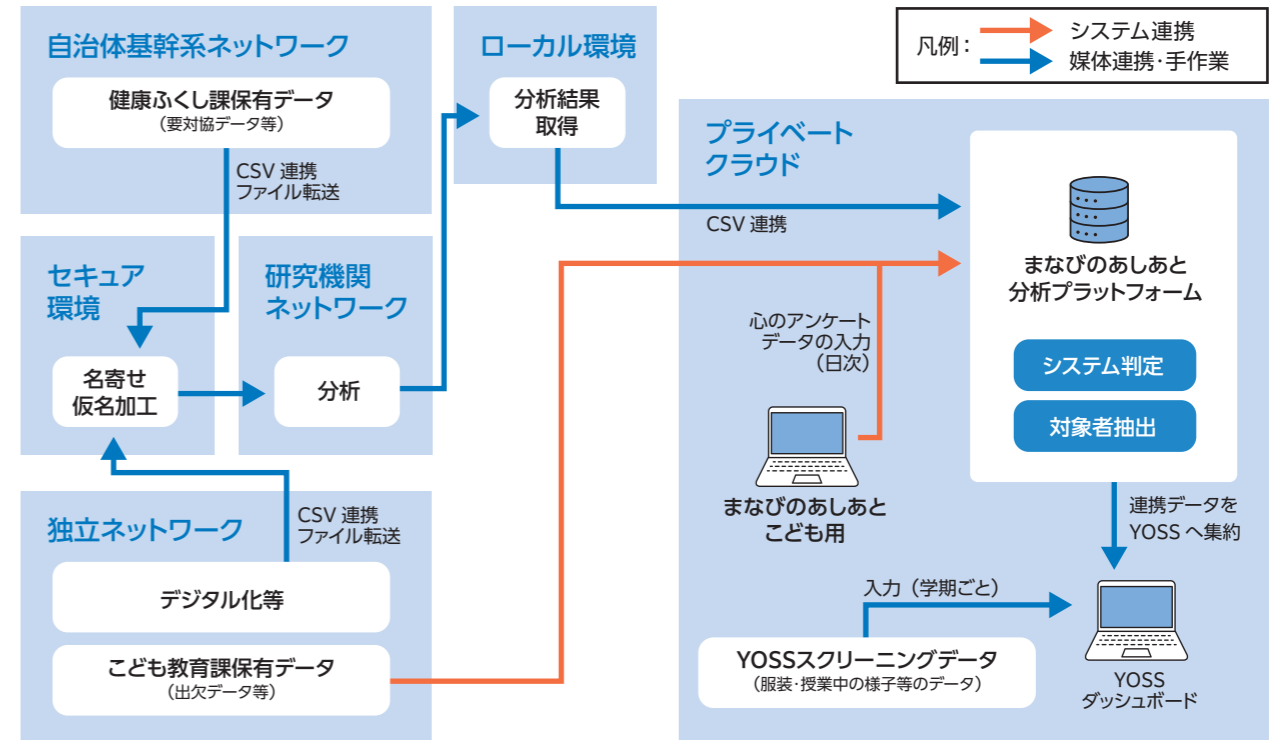 自治体基幹系ネットワーク
健康ふくし課保有データ
（要対協データ等）
CSV 連携
ファイル転送
ローカル環境
分析結果
取得
凡例：
システム連携
媒体連携・手作業
セキュア
環境
名寄せ
仮名加工
研究機関
ネットワーク
分析
独立ネットワーク
CSV 連携
ファイル転送
デジタル化等
こども教育課保有データ
（出欠データ等）
プライベート
クラウド
CSV 連携
まなびのあしあと
分析プラットフォーム
システム判定
対象者抽出
心のアンケート
データの入力
（日次）
まなびのあしあと
こども用
連携データを
YOSS へ集約
入力（学期ごと）
YOSSスクリーニングデータ
（服装・授業中の様子等のデータ）
YOSS
ダッシュボード